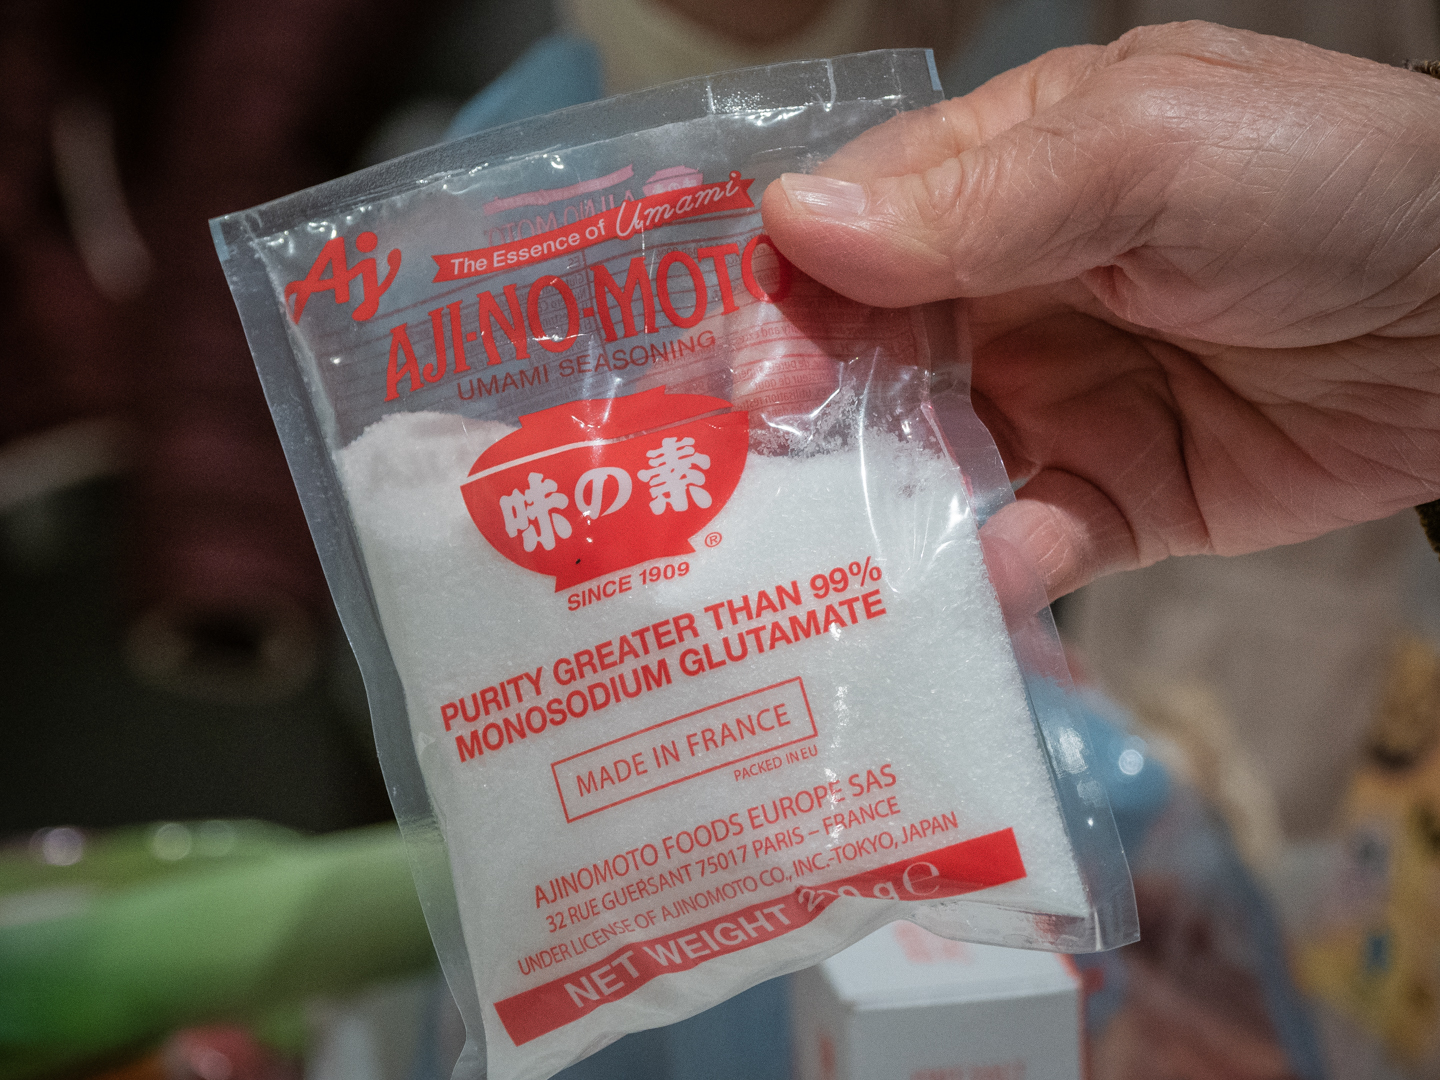 Aj
The Essence of Umami
AJI-NO-MOTO
UMAMI SEASONING
味の素
®
SINCE 1909
PURITY GREATER THAN 99%
MONOSODIUM GLUTAMATE
MADE IN FRANCE
PACKED IN EU
AJINOMOTO FOODS EUROPE SAS
32 RUE GUERSANT 75017 PARIS – FRANCE
UNDER LICENSE OF AJINOMOTO CO., INC.-TOKYO, JAPAN
NET WEIGHT 200 g ℮